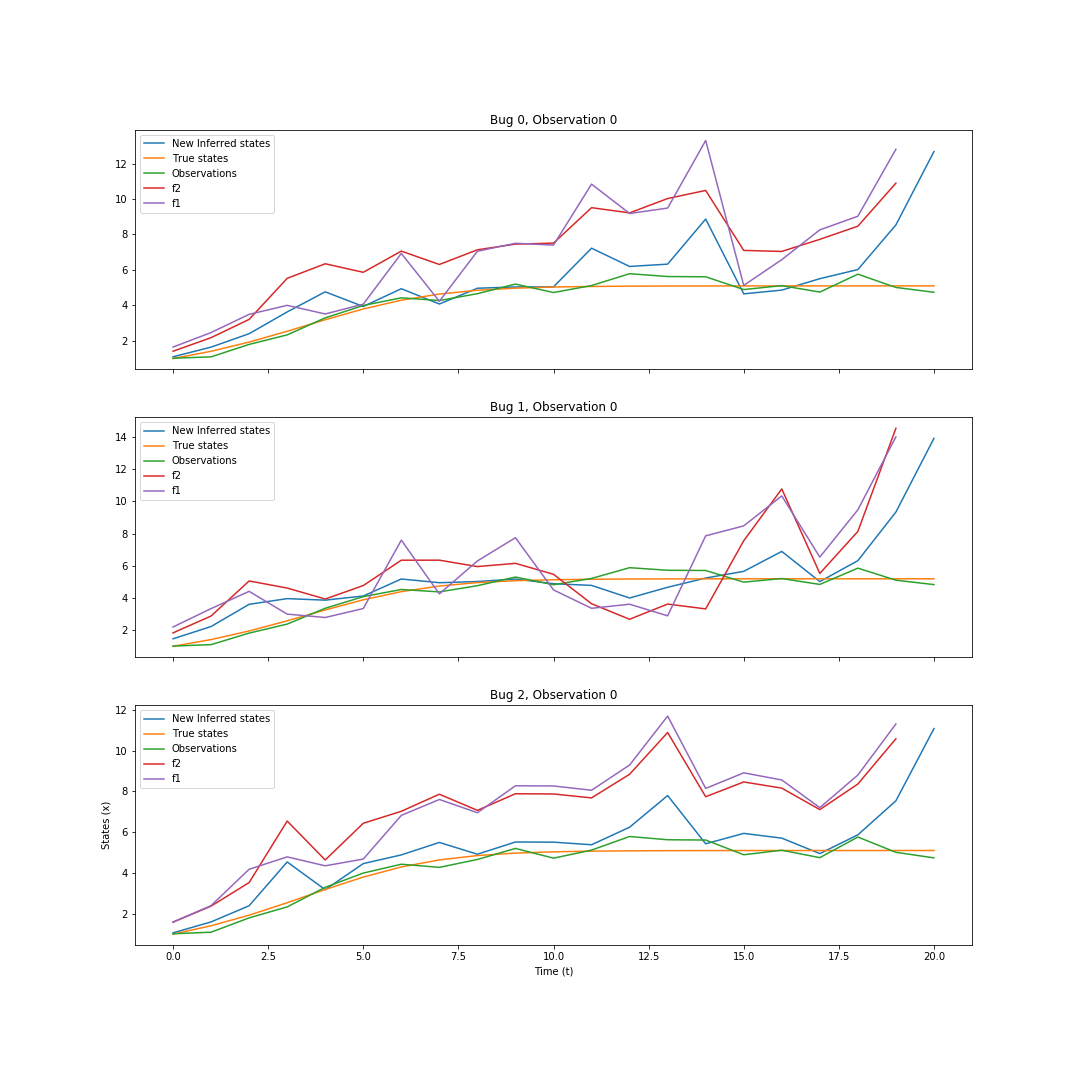 Bug 0, Observation 0
New Inferred states
True states
Observations
f2
f1
12
10
8
6
4
2
Bug 1, Observation 0
New Inferred states
True states
Observations
f2
f1
14
12
10
8
6
4
2
Bug 2, Observation 0
New Inferred states
True states
Observations
f2
f1
12
10
8
6
4
2
States (x)
0.0 2.5 5.0 7.5 10.0 12.5 15.0 17.5 20.0
Time (t)